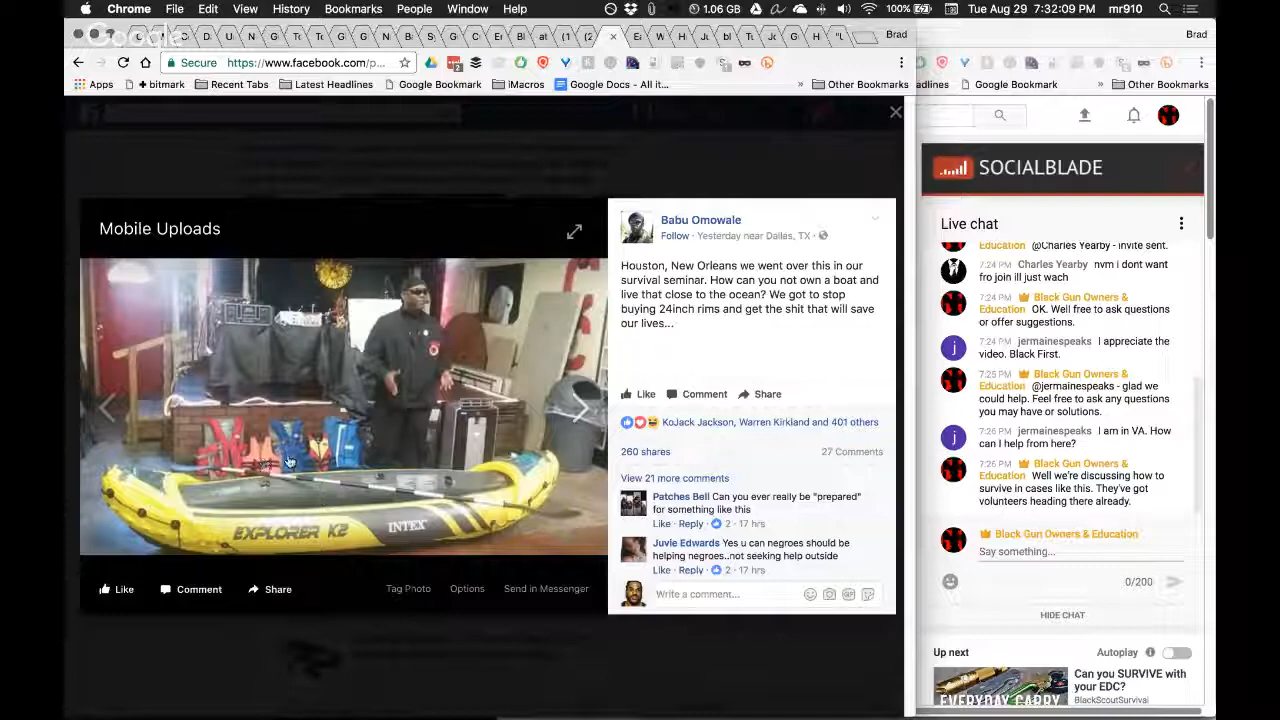 Chrome File Edit View History Bookmarks People Window Help 1.06 GB 100% Tue Aug 29 7:32:09 PM mr910
Google
Brad
Brad
Secure https://www.facebook.com/p...
Apps + bitmark Recent Tabs Latest Headlines Google Bookmark iMacros Google Docs - All it... » Other Bookmarks
adlines Google Bookmark » Other Bookmarks
Mobile Uploads
EXPLORER K2
INTEX
Like Comment Share Tag Photo Options Send in Messenger
Babu Omowale
Follow · Yesterday near Dallas, TX ·
Houston, New Orleans we went over this in our
survival seminar. How can you not own a boat and
live that close to the ocean? We got to stop
buying 24inch rims and get the shit that will save
our lives...
Like Comment Share
KoJack Jackson, Warren Kirkland and 401 others
260 shares 27 Comments
View 21 more comments
Patches Bell Can you ever really be "prepared"
for something like this
Like · Reply · 2 · 17 hrs
Juvie Edwards Yes u can negroes should be
helping negroes..not seeking help outside
Like · Reply · 2 · 17 hrs
Write a comment...
SOCIALBLADE
Live chat
Education @Charles Yearby - invite sent.
7:24 PM Charles Yearby nvm i dont want
fro join ill just wach
7:24 PM Black Gun Owners &
Education OK. Well free to ask questions
or offer suggestions.
7:24 PM jermainespeaks I appreciate the
video. Black First.
7:25 PM Black Gun Owners &
Education @jermainespeaks - glad we
could help. Feel free to ask any questions
you may have or solutions.
7:26 PM jermainespeaks I am in VA. How
can I help from here?
7:26 PM Black Gun Owners &
Education Well we're discussing how to
survive in cases like this. They've got
volunteers heading there already.
Black Gun Owners & Education
Say something...
0/200
HIDE CHAT
Up next Autoplay
Can you SURVIVE with
your EDC?
BlackScoutSurvival
EVERYDAY CARRY